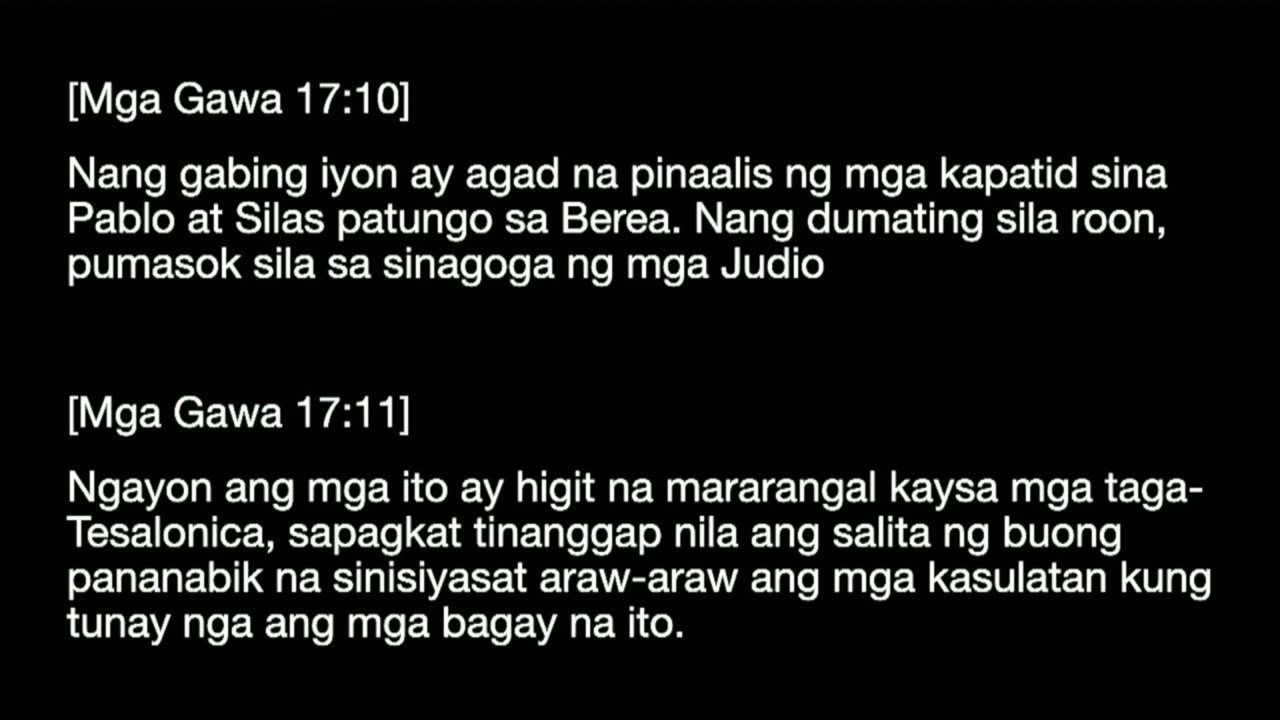 [Mga Gawa 17:10]
Nang gabing iyon ay agad na pinaalis ng mga kapatid sina
Pablo at Silas patungo sa Berea. Nang dumating sila roon,
pumasok sila sa sinagoga ng mga Judio
[Mga Gawa 17:11]
Ngayon ang mga ito ay higit na mararangal kaysa mga taga-
Tesalonica, sapagkat tinanggap nila ang salita ng buong
pananabik na sinisiyasat araw-araw ang mga kasulatan kung
tunay nga ang mga bagay na ito.